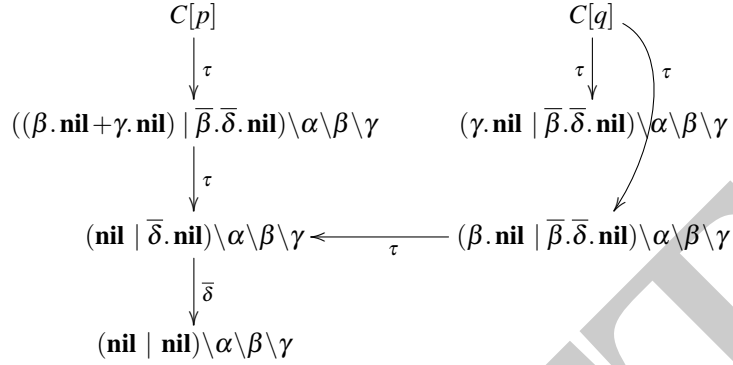 C[p] C[q]
τ τ τ
((β.nil+γ.nil) | β̅.δ̅.nil)\α\β\γ (γ.nil | β̅.δ̅.nil)\α\β\γ
τ
(nil | δ̅.nil)\α\β\γ τ (β.nil | β̅.δ̅.nil)\α\β\γ
δ̅
(nil | nil)\α\β\γ